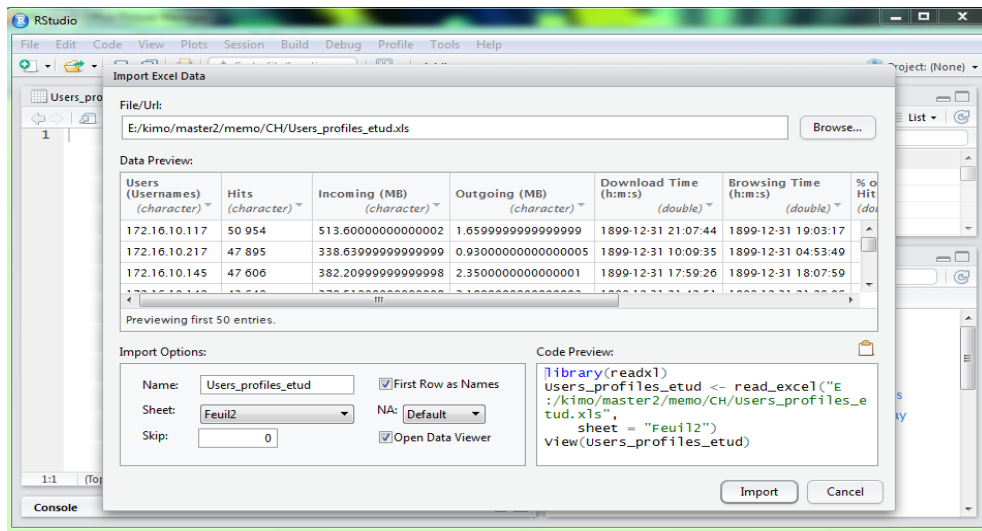 RStudio
File Edit Code View Plots Session Build Debug Profile Tools Help
Project: (None)
Import Excel Data
Users_pro
List
1
File/Url:
E:/kimo/master2/memo/CH/Users_profiles_etud.xls
Browse...
Data Preview:
Users (Usernames) (character)
Hits (character)
Incoming (MB) (character)
Outgoing (MB) (character)
Download Time (h:m:s) (double)
Browsing Time (h:m:s) (double)
% o Hit (dou
172.16.10.117 50 954 513.60000000000002 1.6599999999999999 1899-12-31 21:07:44 1899-12-31 19:03:17
172.16.10.217 47 895 338.63999999999999 0.93000000000000005 1899-12-31 10:09:35 1899-12-31 04:53:49
172.16.10.145 47 606 382.20999999999998 2.3500000000000001 1899-12-31 17:59:26 1899-12-31 18:07:59
Previewing first 50 entries.
Import Options:
Name: Users_profiles_etud
First Row as Names
Sheet: Feuil2
NA: Default
Skip: 0
Open Data Viewer
Code Preview:
library(readxl)
Users_profiles_etud <- read_excel("E
:/kimo/master2/memo/CH/Users_profiles_e
tud.xls",
sheet = "Feuil2")
View(Users_profiles_etud)
1:1 (Top
Import
Cancel
Console